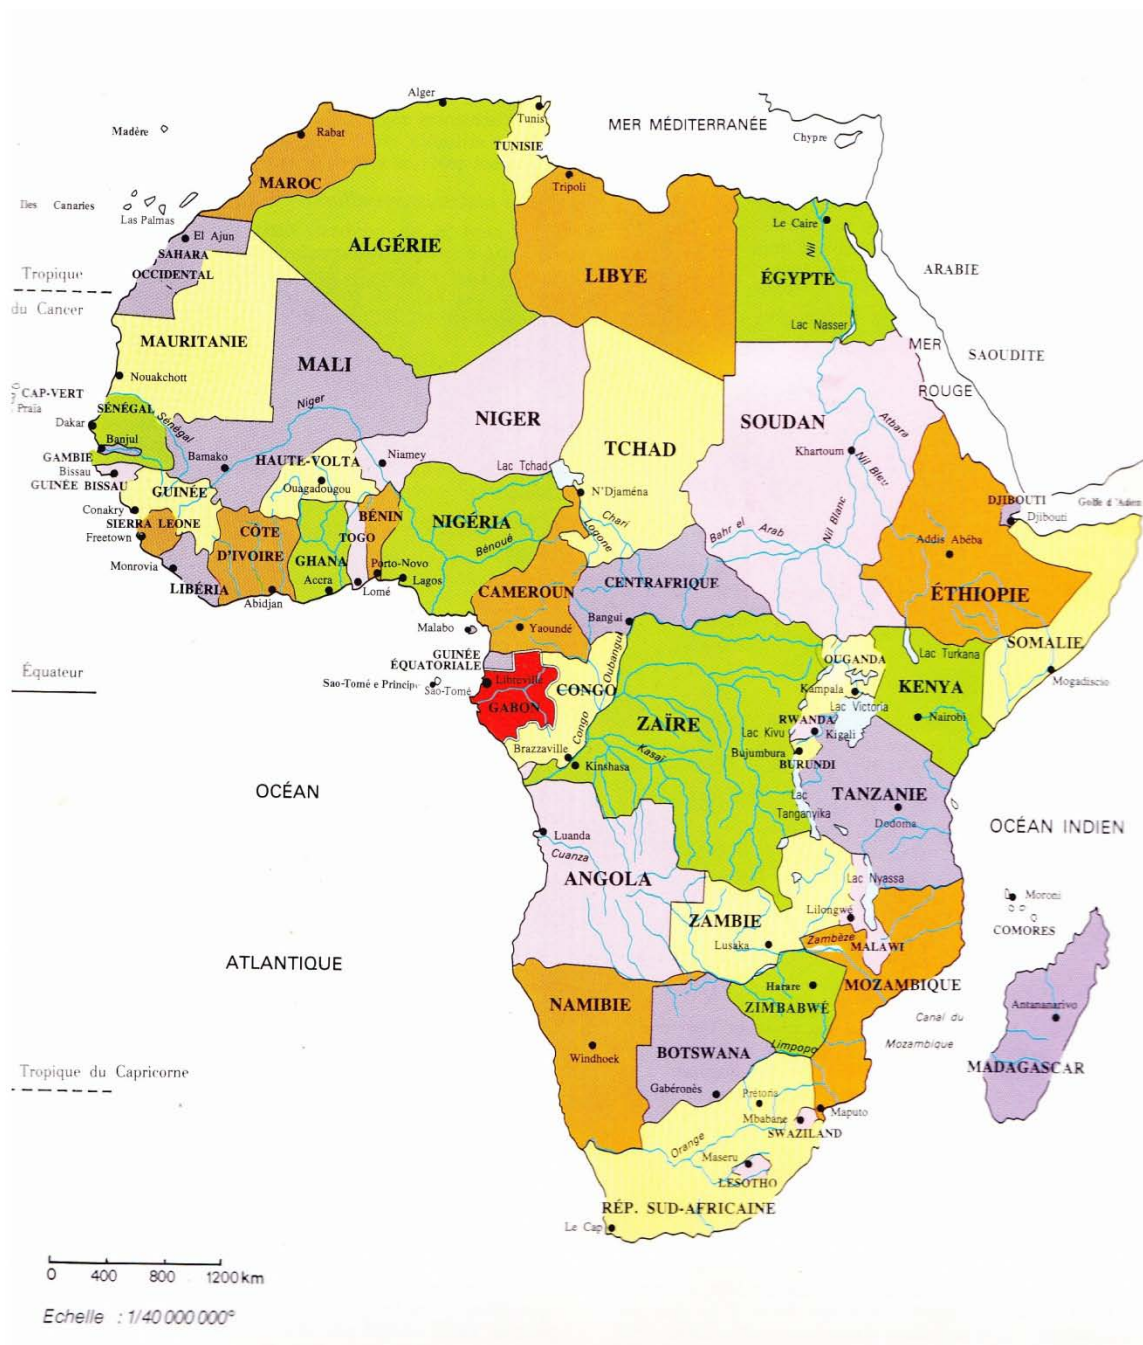 Alger
Tunis
MER MÉDITERRANÉE
Madère
Rabat
Chypre
TUNISIE
MAROC
Tripoli
Iles Canaries
Las Palmas
El Ajun
Le Caire
Nil
ALGÉRIE
SAHARA
OCCIDENTAL
LIBYE
ÉGYPTE
ARABIE
Tropique
du Cancer
Lac Nasser
MAURITANIE
MER
SAOUDITE
MALI
Nouakchott
ROUGE
CAP-VERT
Praïa
SÉNÉGAL
Sénégal
Niger
NIGER
SOUDAN
Atbara
Dakar
TCHAD
Banjul
Khartoum
Nil Bleu
GAMBIE
Bamako
HAUTE-VOLTA
Niamey
Lac Tchad
Bissau
GUINÉE BISSAU
GUINÉE
Ouagadougou
N'Djaména
DJIBOUTI
Golfe d'Aden
Conakry
BÉNIN
NIGÉRIA
Chari
Nil Blanc
Djibouti
SIERRA LEONE
CÔTE
D'IVOIRE
TOGO
Logone
Bahr el Arab
Freetown
Bénoué
Addis Abéba
Monrovia
GHANA
Porto-Novo
CENTRAFRIQUE
LIBÉRIA
Accra
Lagos
CAMEROUN
ÉTHIOPIE
Abidjan
Lomé
Bangui
Malabo
Yaoundé
Oubangui
SOMALIE
GUINÉE
ÉQUATORIALE
Lac Turkana
OUGANDA
Équateur
Sao-Tomé e Principe
Sao-Tomé
Libreville
CONGO
KENYA
Mogadiscio
Kampala
GABON
Lac Victoria
ZAÏRE
RWANDA
Nairobi
Congo
Lac Kivu
Kigali
Brazzaville
Kasaï
Bujumbura
Kinshasa
BURUNDI
OCÉAN
Lac
Tanganyika
TANZANIE
Dodoma
OCÉAN INDIEN
Luanda
Cuanza
ANGOLA
Lac Nyassa
Moroni
ZAMBIE
Lilongwé
COMORES
Lusaka
Zambèze
MALAWI
ATLANTIQUE
Harare
MOZAMBIQUE
NAMIBIE
ZIMBABWÉ
Antananarivo
Canal du
Mozambique
Windhoek
BOTSWANA
Limpopo
MADAGASCAR
Tropique du Capricorne
Gabéronès
Prétoria
Maputo
Mbabane
SWAZILAND
Orange
Maseru
LESOTHO
RÉP. SUD-AFRICAINE
Le Cap
0 400 800 1200 km
Echelle : 1/40 000 000°